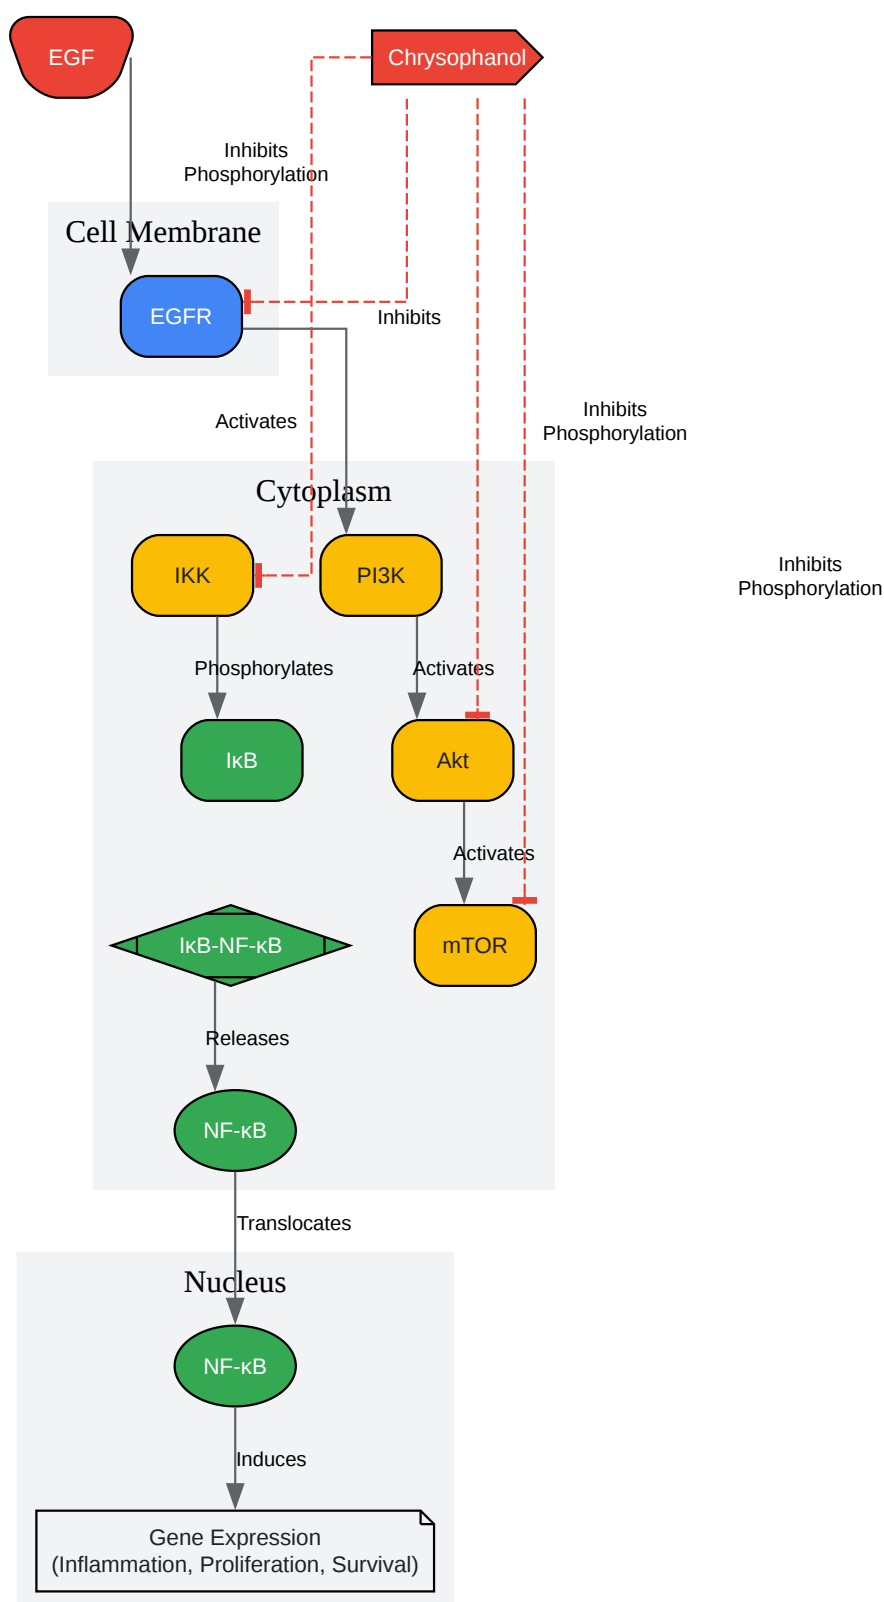 EGF
Chrysophanol
Inhibits
Phosphorylation
Cell Membrane
EGFR
Inhibits
Activates
Inhibits
Phosphorylation
Cytoplasm
IKK
PI3K
Inhibits
Phosphorylation
Phosphorylates
Activates
IκB
Akt
Activates
IκB-NF-κB
mTOR
Releases
NF-κB
Translocates
Nucleus
NF-κB
Induces
Gene Expression
(Inflammation, Proliferation, Survival)